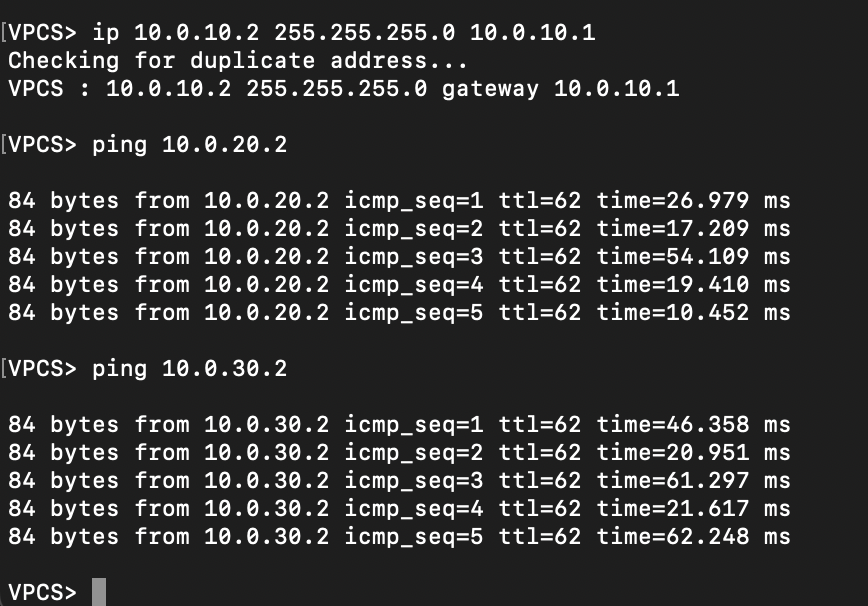 [VPCS> ip 10.0.10.2 255.255.255.0 10.0.10.1
Checking for duplicate address...
VPCS : 10.0.10.2 255.255.255.0 gateway 10.0.10.1
[VPCS> ping 10.0.20.2
84 bytes from 10.0.20.2 icmp_seq=1 ttl=62 time=26.979 ms
84 bytes from 10.0.20.2 icmp_seq=2 ttl=62 time=17.209 ms
84 bytes from 10.0.20.2 icmp_seq=3 ttl=62 time=54.109 ms
84 bytes from 10.0.20.2 icmp_seq=4 ttl=62 time=19.410 ms
84 bytes from 10.0.20.2 icmp_seq=5 ttl=62 time=10.452 ms
[VPCS> ping 10.0.30.2
84 bytes from 10.0.30.2 icmp_seq=1 ttl=62 time=46.358 ms
84 bytes from 10.0.30.2 icmp_seq=2 ttl=62 time=20.951 ms
84 bytes from 10.0.30.2 icmp_seq=3 ttl=62 time=61.297 ms
84 bytes from 10.0.30.2 icmp_seq=4 ttl=62 time=21.617 ms
84 bytes from 10.0.30.2 icmp_seq=5 ttl=62 time=62.248 ms
VPCS>